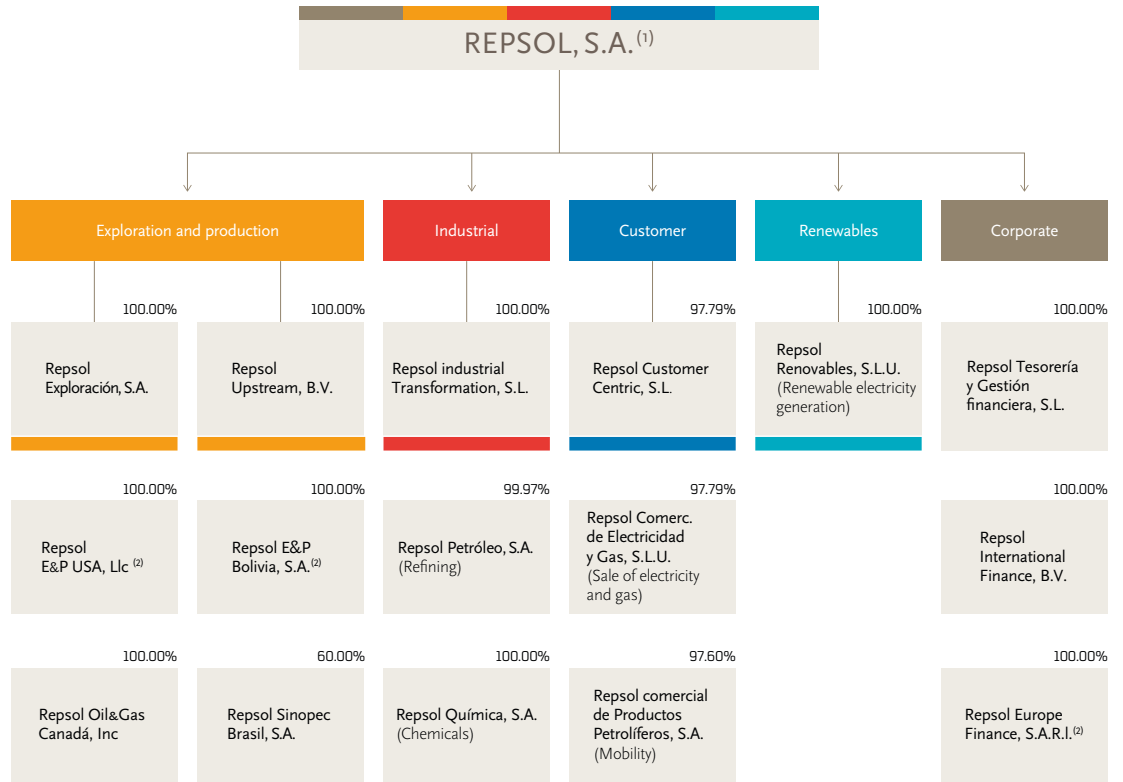 REPSOL, S.A.(1)
Exploration and production
Industrial
Customer
Renewables
Corporate
100.00%
100.00%
100.00%
97.79%
100.00%
100.00%
Repsol
Exploración, S.A.
Repsol
Upstream, B.V.
Repsol industrial
Transformation, S.L.
Repsol Customer
Centric, S.L.
Repsol
Renovables, S.L.U.
(Renewable electricity
generation)
Repsol Tesorería
y Gestión
financiera, S.L.
100.00%
100.00%
99.97%
97.79%
100.00%
Repsol
E&P USA, Llc (2)
Repsol E&P
Bolivia, S.A.(2)
Repsol Petróleo, S.A.
(Refining)
Repsol Comerc.
de Electricidad
y Gas, S.L.U.
(Sale of electricity
and gas)
Repsol
International
Finance, B.V.
100.00%
60.00%
100.00%
97.60%
100.00%
Repsol Oil&Gas
Canadá, Inc
Repsol Sinopec
Brasil, S.A.
Repsol Química, S.A.
(Chemicals)
Repsol comercial
de Productos
Petrolíferos, S.A.
(Mobility)
Repsol Europe
Finance, S.A.R.l.(2)